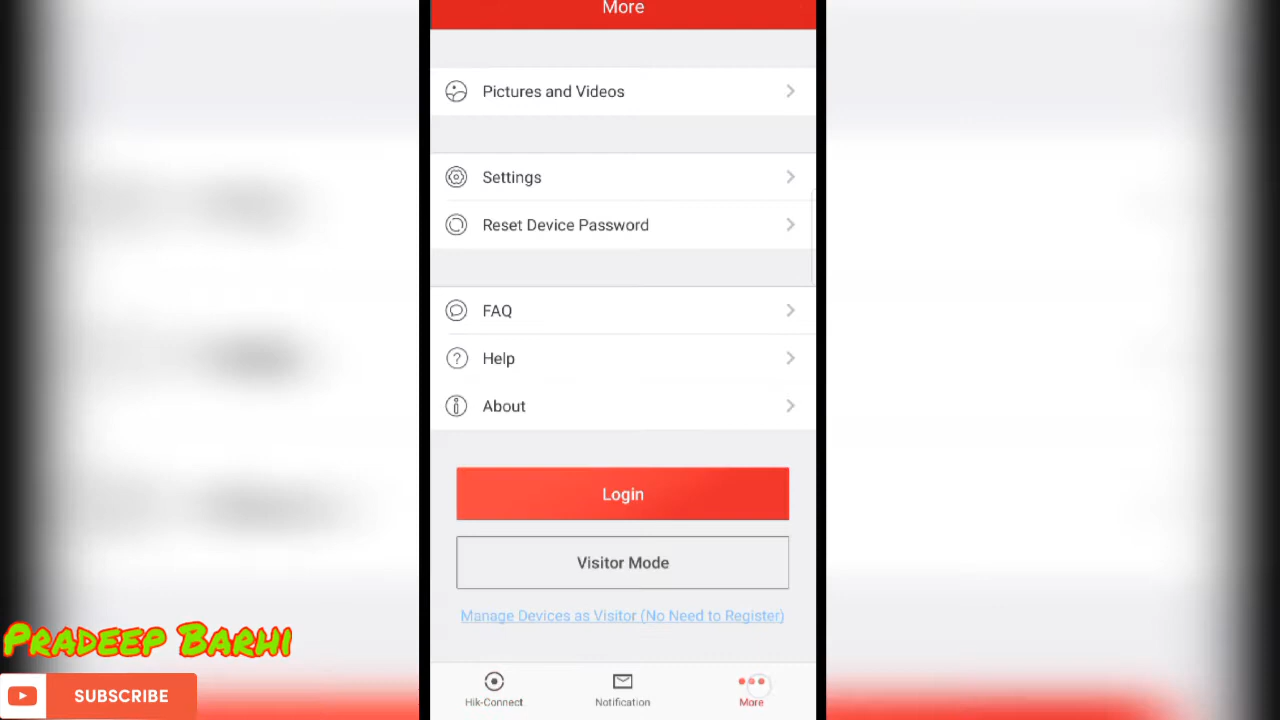 More
Pictures and Videos
Settings
Reset Device Password
FAQ
Help
About
Login
Visitor Mode
Manage Devices as Visitor (No Need to Register)
Hik-Connect
Notification
More
PRADEEP BARHI
SUBSCRIBE